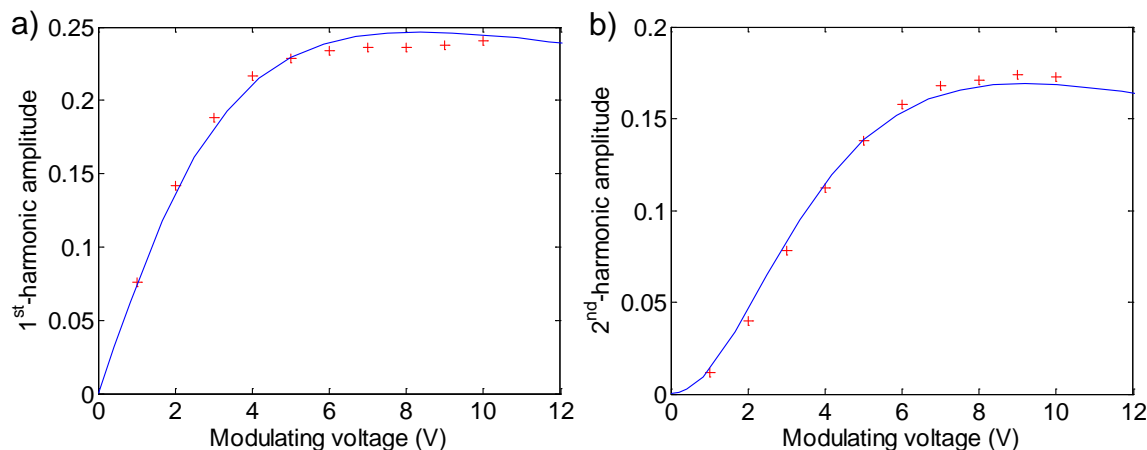 a)
1st-harmonic amplitude
0.25
0.2
0.15
0.1
0.05
0
0 2 4 6 8 10 12
Modulating voltage (V)
b)
2nd-harmonic amplitude
0.2
0.15
0.1
0.05
0
0 2 4 6 8 10 12
Modulating voltage (V)